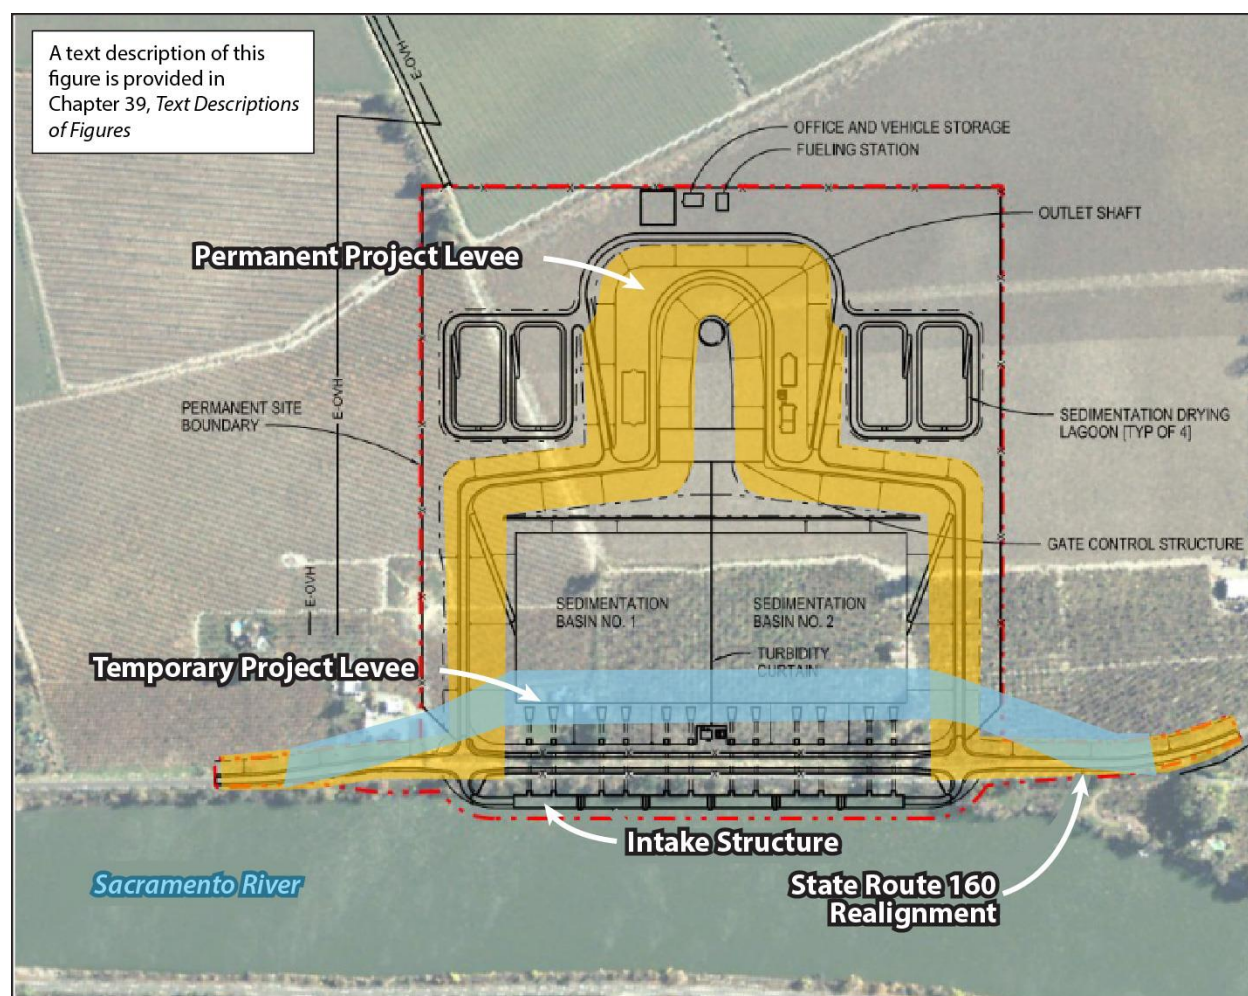 A text description of this
figure is provided in
Chapter 39, Text Descriptions
of Figures
E-OVH
OFFICE AND VEHICLE STORAGE
FUELING STATION
OUTLET SHAFT
Permanent Project Levee
E-OVH
PERMANENT SITE
BOUNDARY
SEDIMENTATION DRYING
LAGOON [TYP OF 4]
GATE CONTROL STRUCTURE
E-OVH
SEDIMENTATION
BASIN NO. 1
SEDIMENTATION
BASIN NO. 2
TURBIDITY
CURTAIN
Temporary Project Levee
Intake Structure
Sacramento River
State Route 160
Realignment